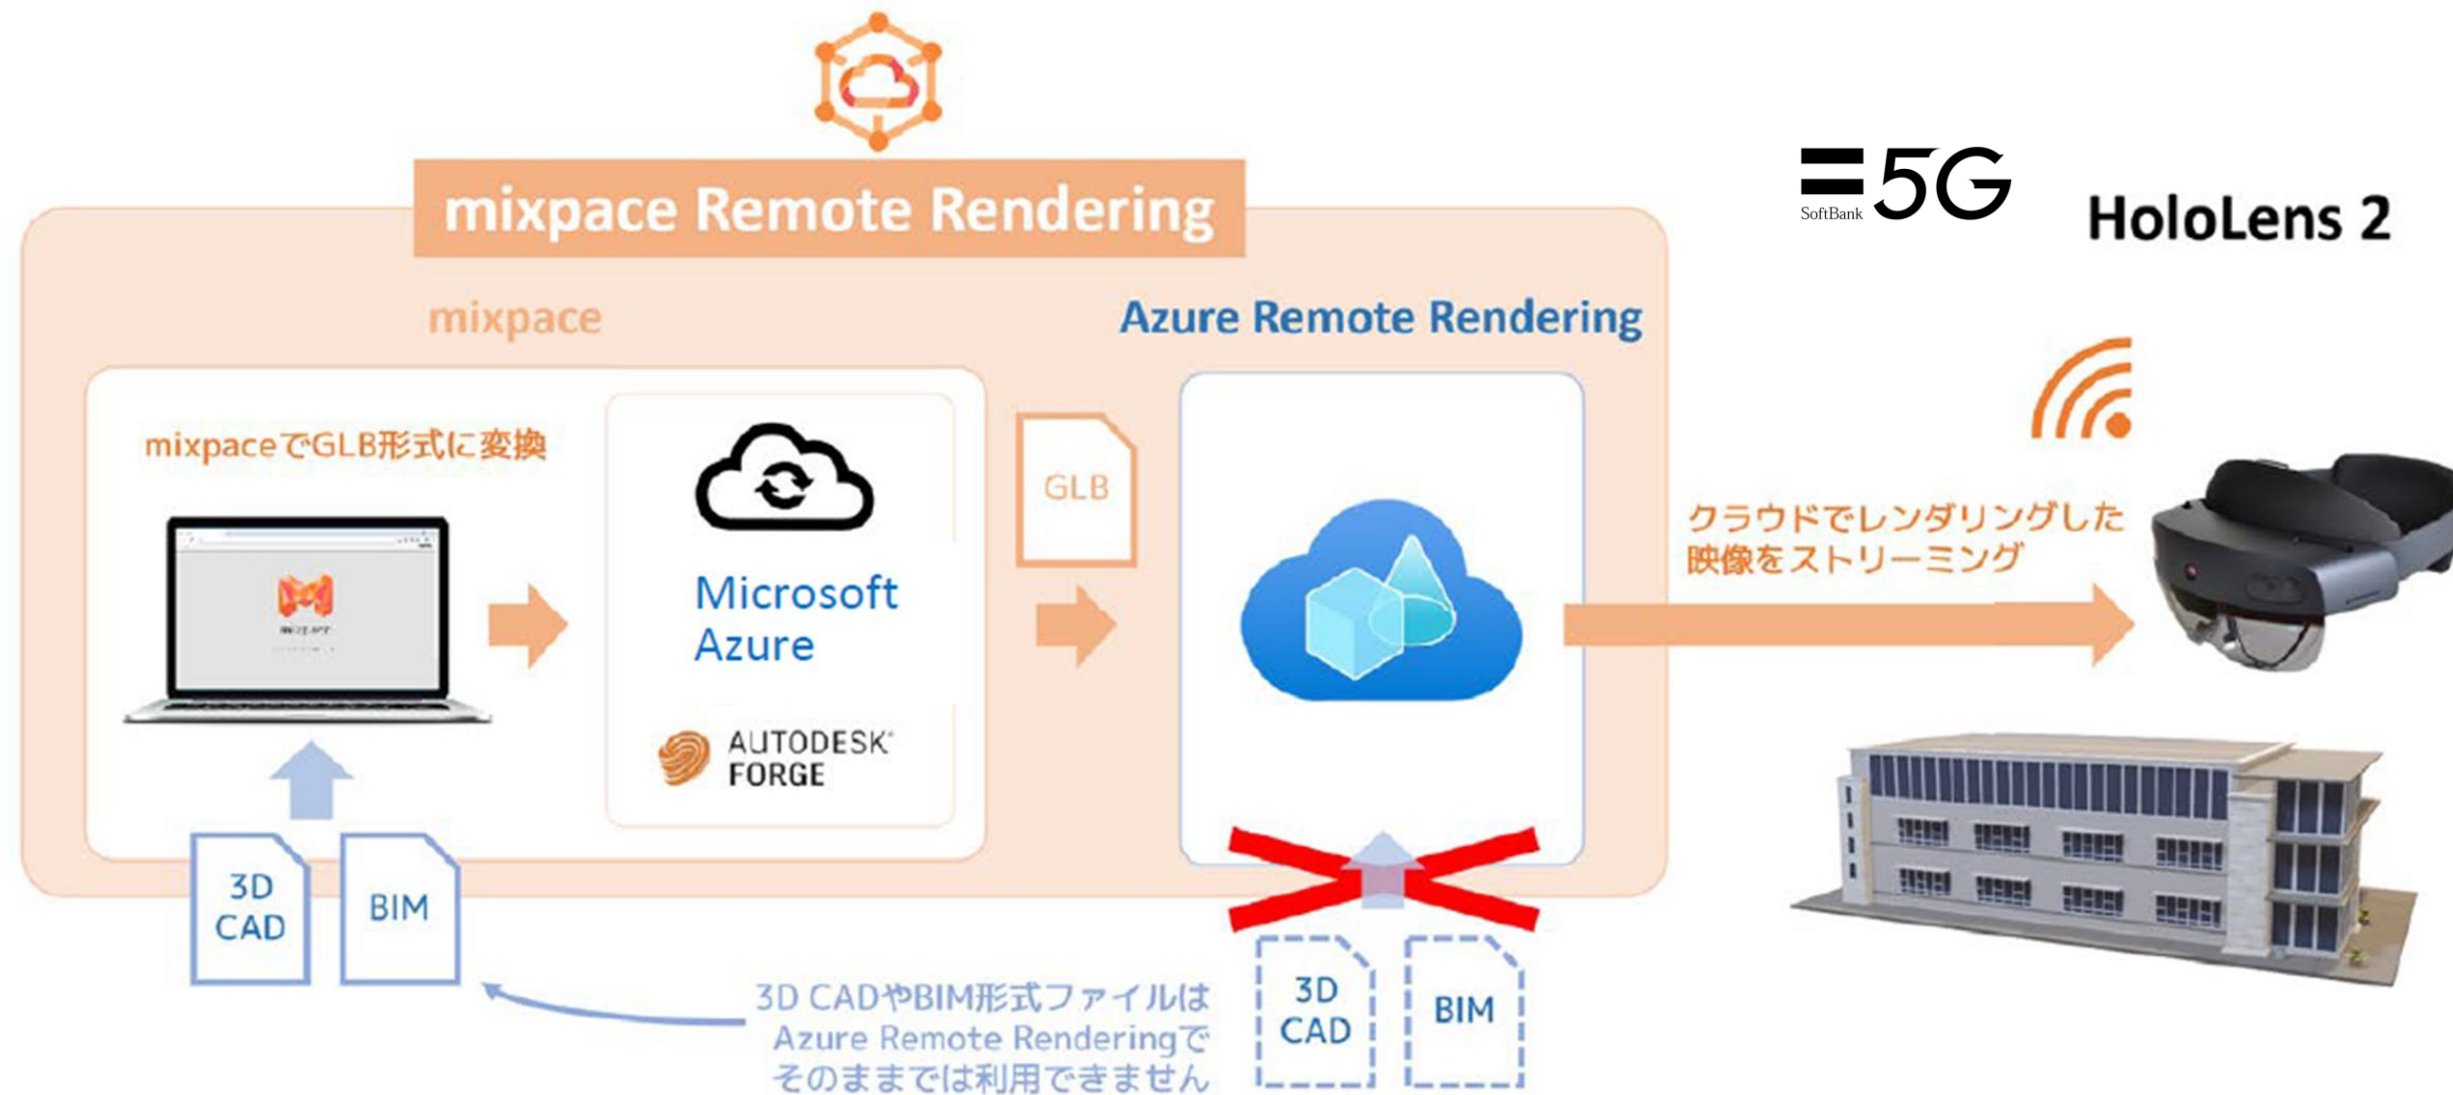 mixpace Remote Rendering
SoftBank 5G
HoloLens 2
mixpace
Azure Remote Rendering
mixpaceでGLB形式に変換
Microsoft
Azure
AUTODESK®
FORGE
GLB
クラウドでレンダリングした
映像をストリーミング
3D
CAD
BIM
3D CADやBIM形式ファイルは
Azure Remote Renderingで
そのままでは利用できません
3D
CAD
BIM